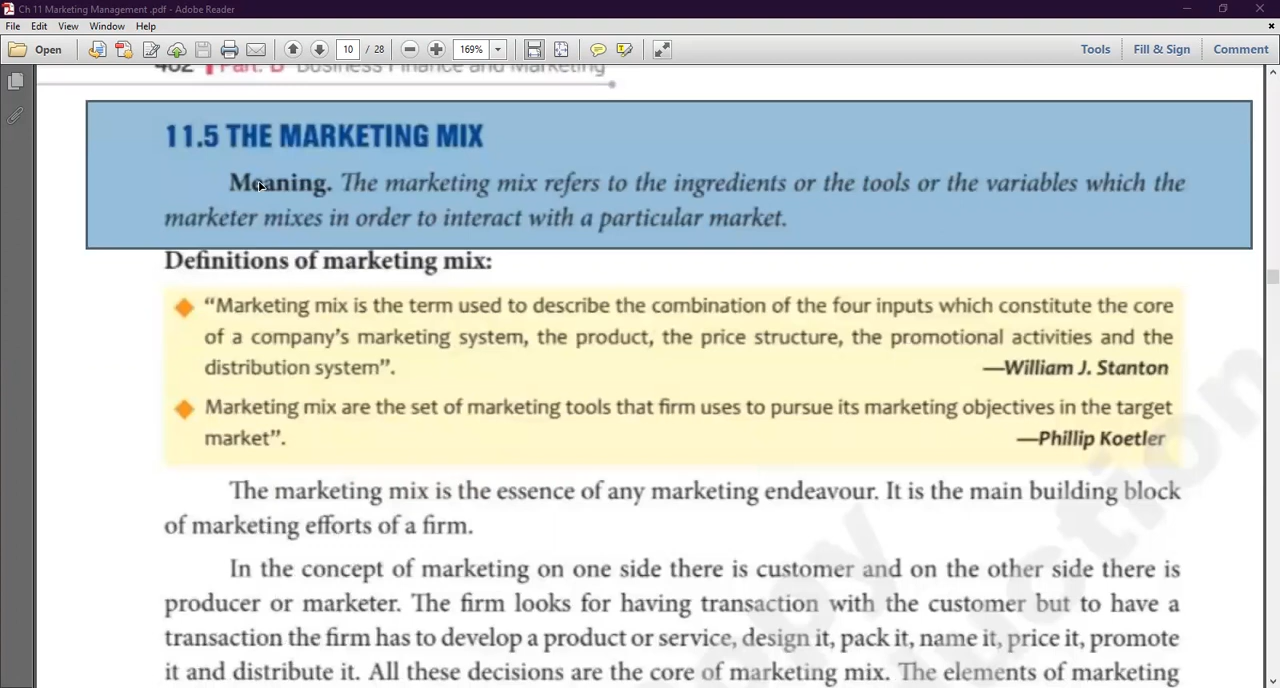 Ch 11 Marketing Management .pdf - Adobe Reader
File Edit View Window Help
Open 10 / 28 169% Tools Fill & Sign Comment
402 Part: B Business Finance and Marketing
11.5 THE MARKETING MIX
Meaning. The marketing mix refers to the ingredients or the tools or the variables which the
marketer mixes in order to interact with a particular market.
Definitions of marketing mix:
“Marketing mix is the term used to describe the combination of the four inputs which constitute the core
of a company’s marketing system, the product, the price structure, the promotional activities and the
distribution system”. —William J. Stanton
Marketing mix are the set of marketing tools that firm uses to pursue its marketing objectives in the target
market”. —Phillip Koetler
The marketing mix is the essence of any marketing endeavour. It is the main building block
of marketing efforts of a firm.
In the concept of marketing on one side there is customer and on the other side there is
producer or marketer. The firm looks for having transaction with the customer but to have a
transaction the firm has to develop a product or service, design it, pack it, name it, price it, promote
it and distribute it. All these decisions are the core of marketing mix. The elements of marketing